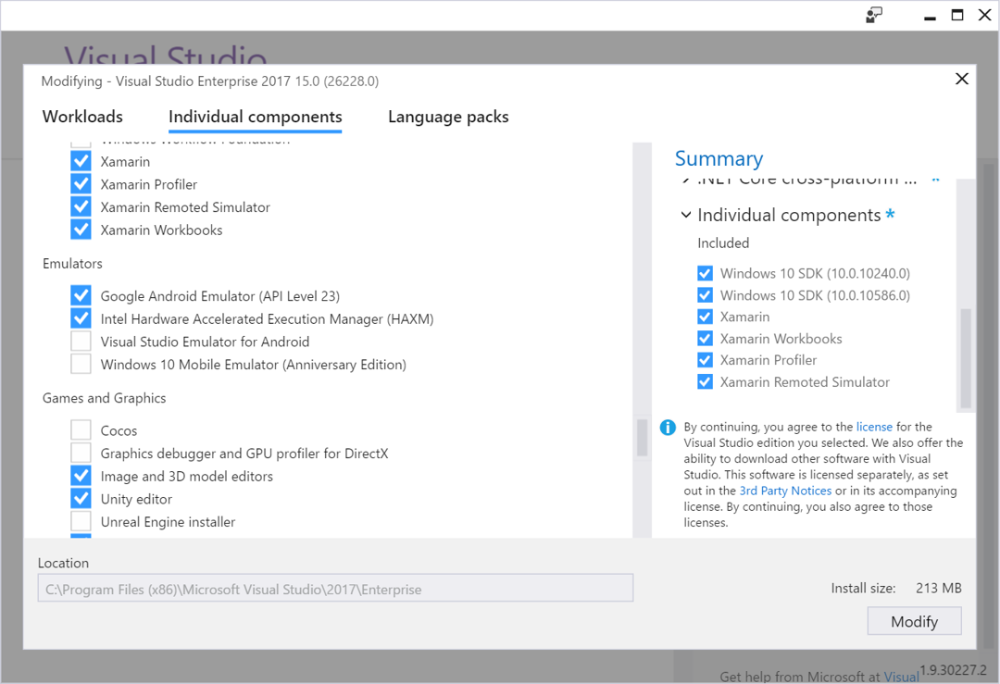 Visual Studio
Modifying - Visual Studio Enterprise 2017 15.0 (26228.0)
Workloads
Individual components
Language packs
Windows Workflow Foundation
Xamarin
Xamarin Profiler
Xamarin Remoted Simulator
Xamarin Workbooks
Emulators
Google Android Emulator (API Level 23)
Intel Hardware Accelerated Execution Manager (HAXM)
Visual Studio Emulator for Android
Windows 10 Mobile Emulator (Anniversary Edition)
Games and Graphics
Cocos
Graphics debugger and GPU profiler for DirectX
Image and 3D model editors
Unity editor
Unreal Engine installer
Summary
.NET Core cross-platform ... *
Individual components *
Included
Windows 10 SDK (10.0.10240.0)
Windows 10 SDK (10.0.10586.0)
Xamarin
Xamarin Workbooks
Xamarin Profiler
Xamarin Remoted Simulator
By continuing, you agree to the license for the
Visual Studio edition you selected. We also offer the
ability to download other software with Visual
Studio. This software is licensed separately, as set
out in the 3rd Party Notices or in its accompanying
license. By continuing, you also agree to those
licenses.
Location
C:\Program Files (x86)\Microsoft Visual Studio\2017\Enterprise
Install size: 213 MB
Modify
Get help from Microsoft at Visual
1.9.30227.2